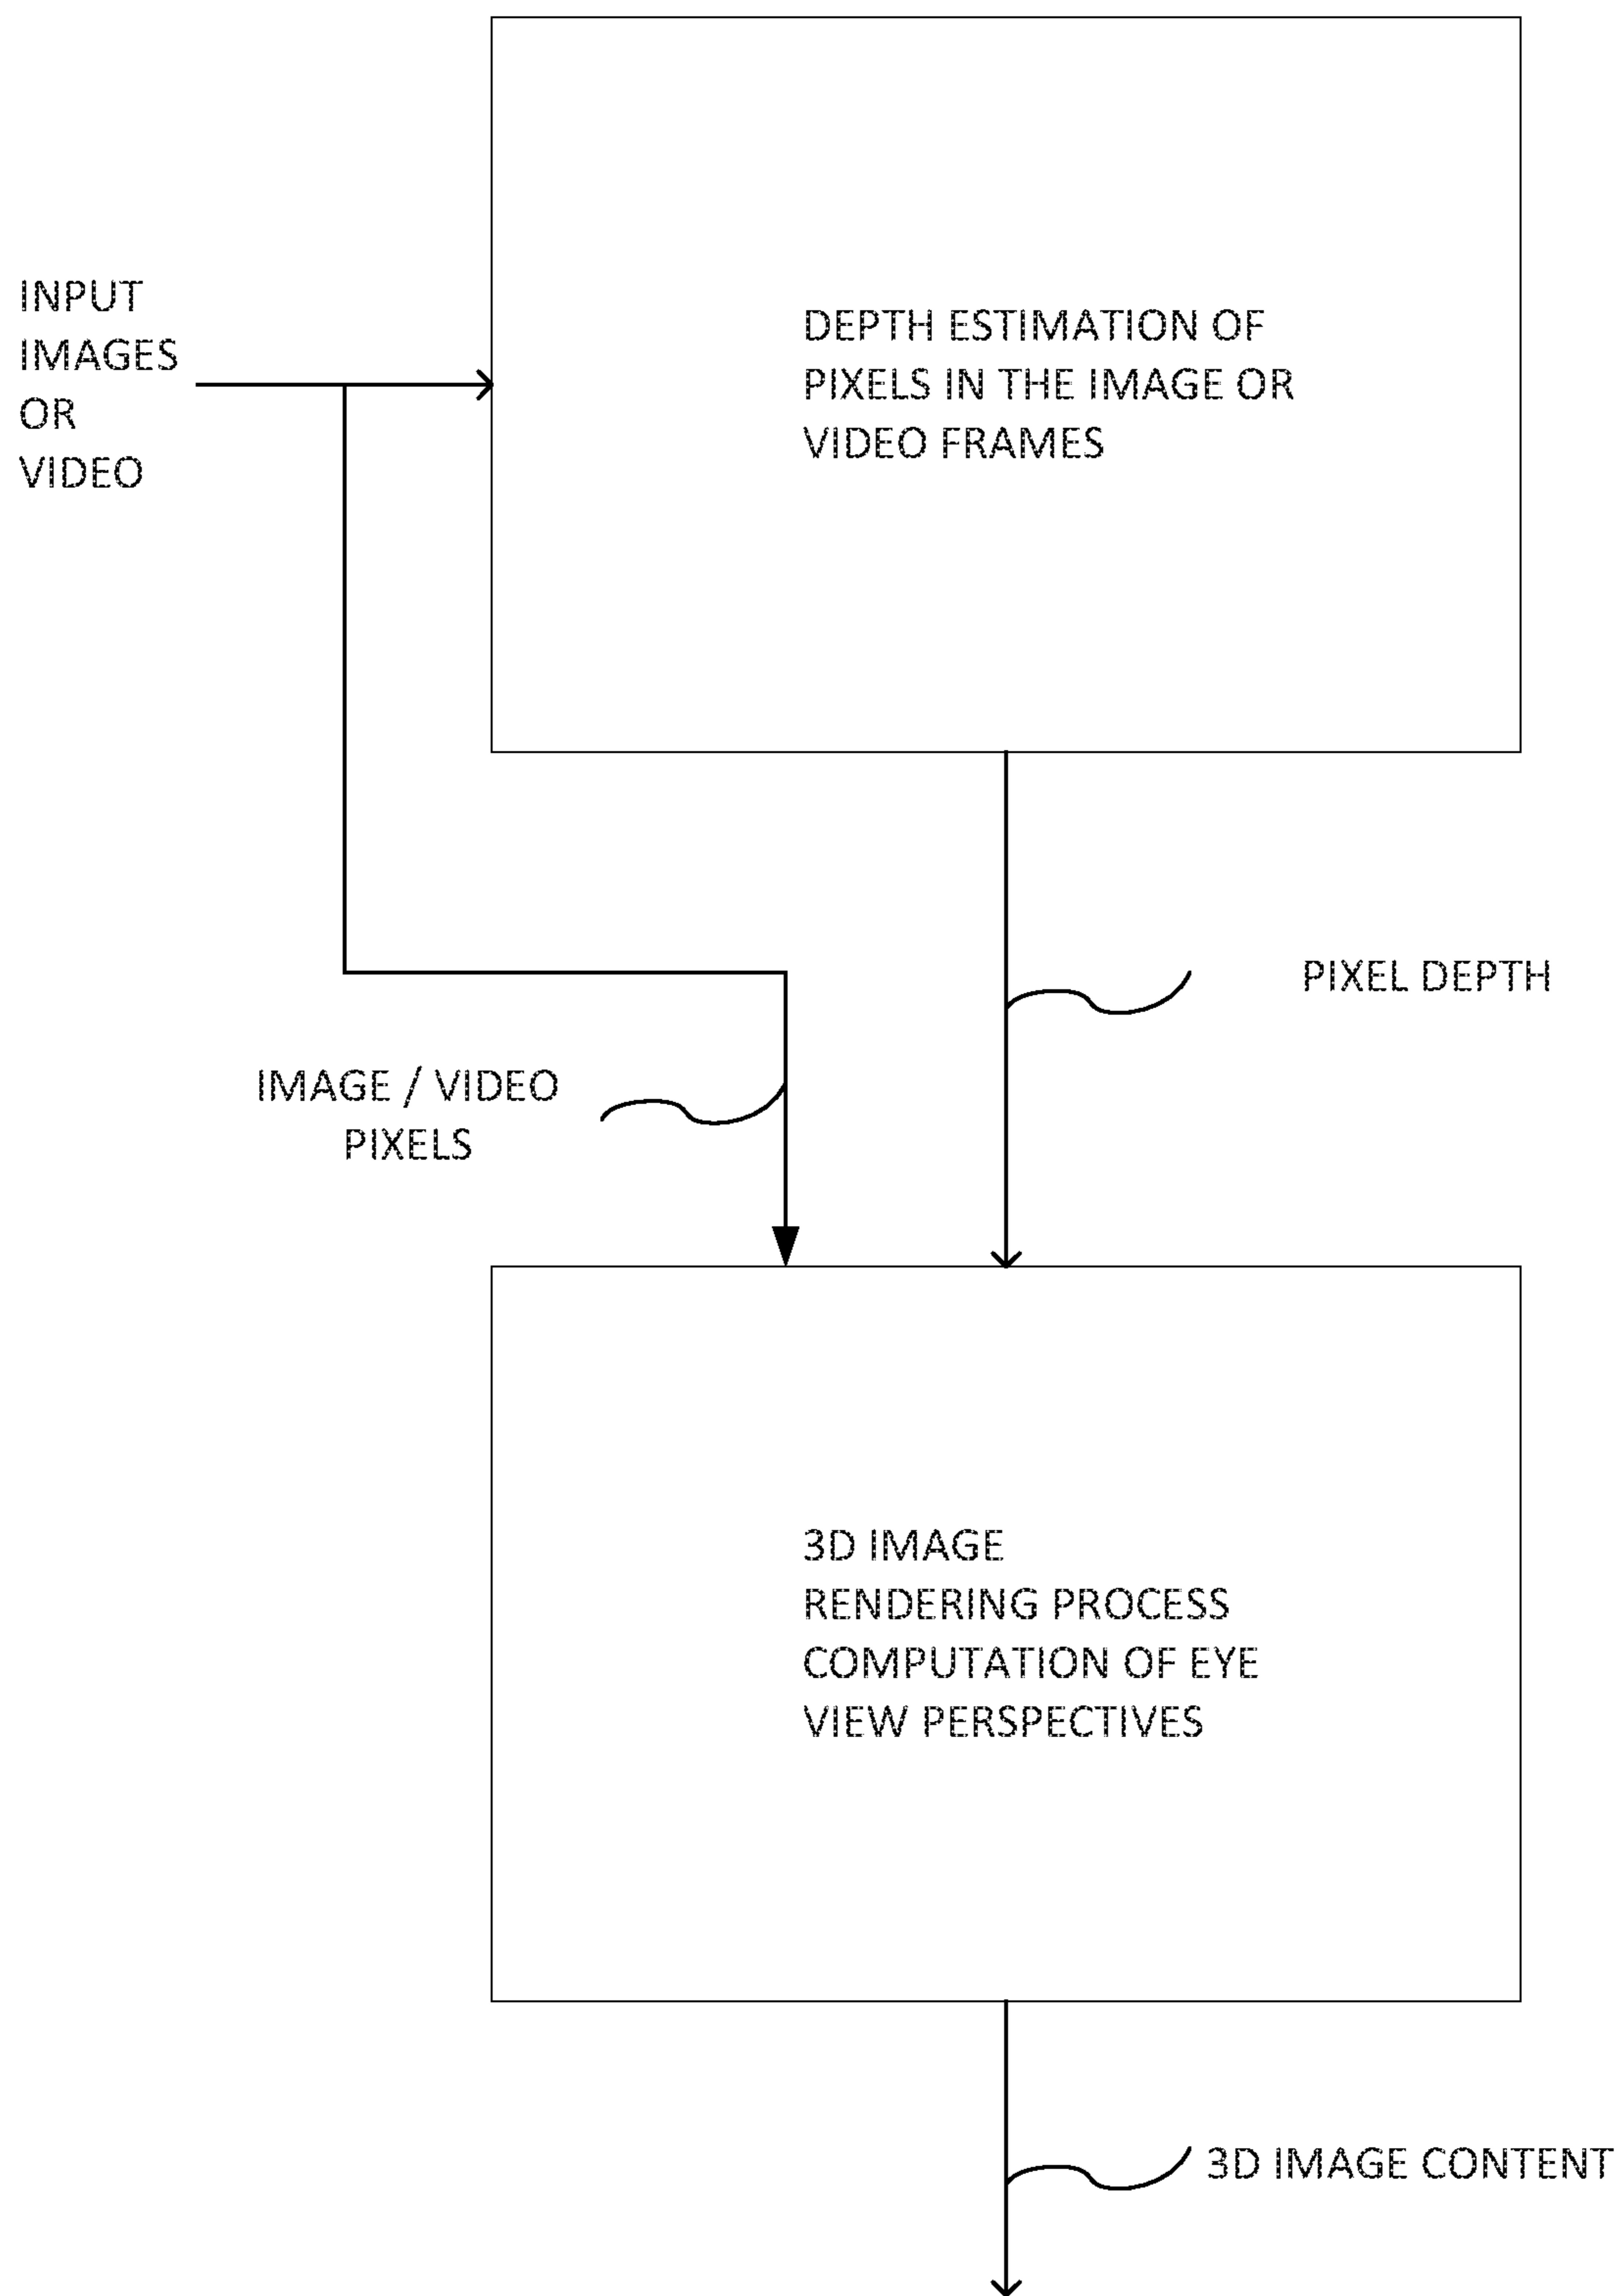 INPUT
IMAGES
OR
VIDEO
DEPTH ESTIMATION OF
PIXELS IN THE IMAGE OR
VIDEO FRAMES
PIXEL DEPTH
IMAGE / VIDEO
PIXELS
3D IMAGE
RENDERING PROCESS
COMPUTATION OF EYE
VIEW PERSPECTIVES
3D IMAGE CONTENT